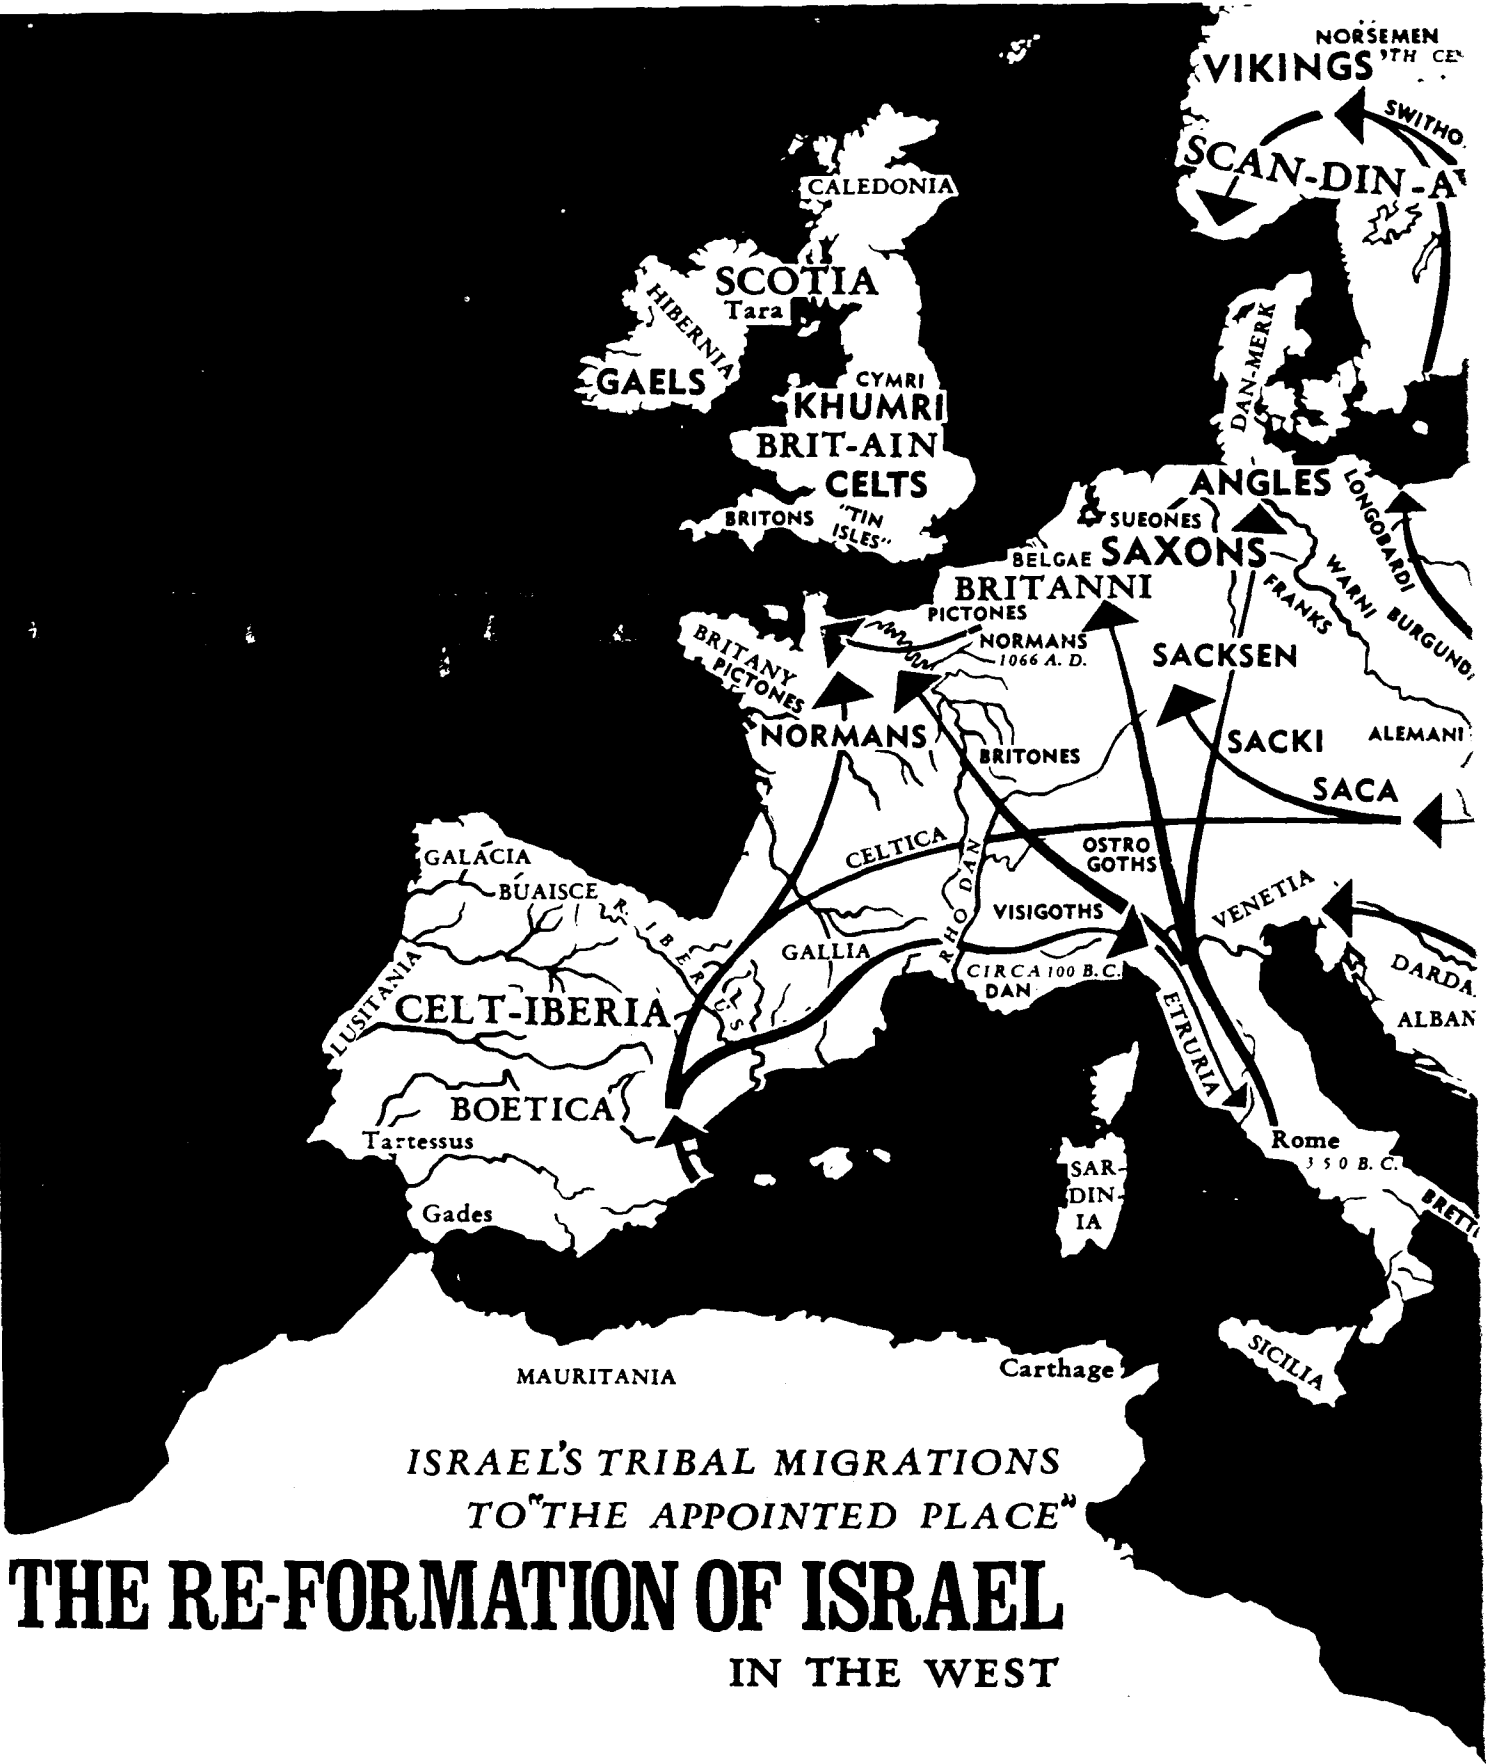 NORSEMEN
VIKINGS
SWITHO
SCAN-DIN-A
CALEDONIA
SCOTIA
Tara
HIBERNIA
GAELS
DAN-MERK
CYMRI
KHUMRI
BRIT-AIN
CELTS
BRITONS
"TIN
ISLES"
ANGLES
LONGOBARDI
SUEONES
BELGAE
SAXONS
WARNI
FRANKS
BURGUNDI
BRITANNI
PICTONES
NORMANS
1066 A. D.
BRITANY
PICTONES
SACKSEN
NORMANS
SACKI
ALEMANI
BRITONES
SACA
CELTICA
OSTRO
GOTHS
GALÁCIA
BÚAISCE
R. IBERUS
RHO DAN
VISIGOTHS
VENETIA
GALLIA
CIRCA 100 B.C.
DAN
DARDA
ALBAN
LUSITANIA
CELT-IBERIA
ETRURIA
BOETICA
Tartessus
Rome
350 B.C.
SAR-
DIN-
IA
Gades
BRETTI
SICILIA
MAURITANIA
Carthage
ISRAEL'S TRIBAL MIGRATIONS
TO "THE APPOINTED PLACE"
THE RE-FORMATION OF ISRAEL
IN THE WEST